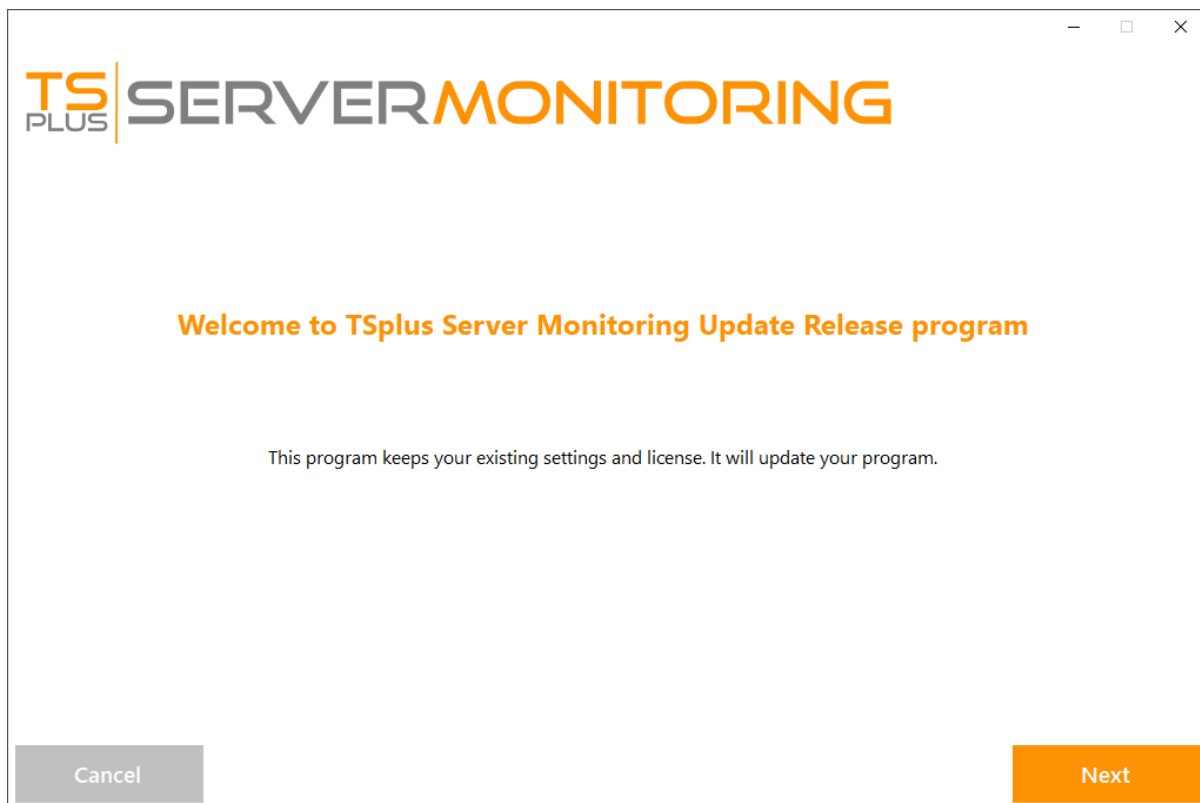 TS PLUS SERVERMONITORING
Welcome to TSplus Server Monitoring Update Release program
This program keeps your existing settings and license. It will update your program.
Cancel
Next